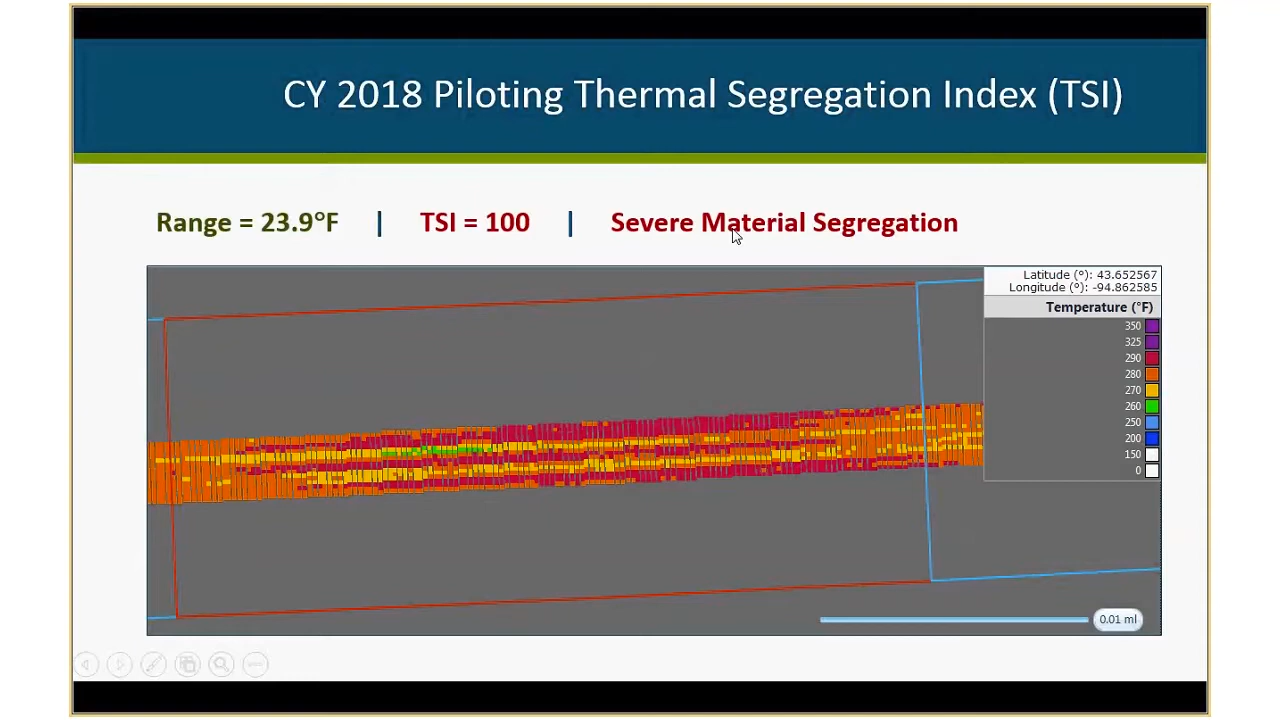 CY 2018 Piloting Thermal Segregation Index (TSI)
Range = 23.9°F | TSI = 100 | Severe Material Segregation
Latitude (°): 43.652567
Longitude (°): -94.862585
Temperature (°F)
350
325
290
280
270
260
250
200
150
0
0.01 ml